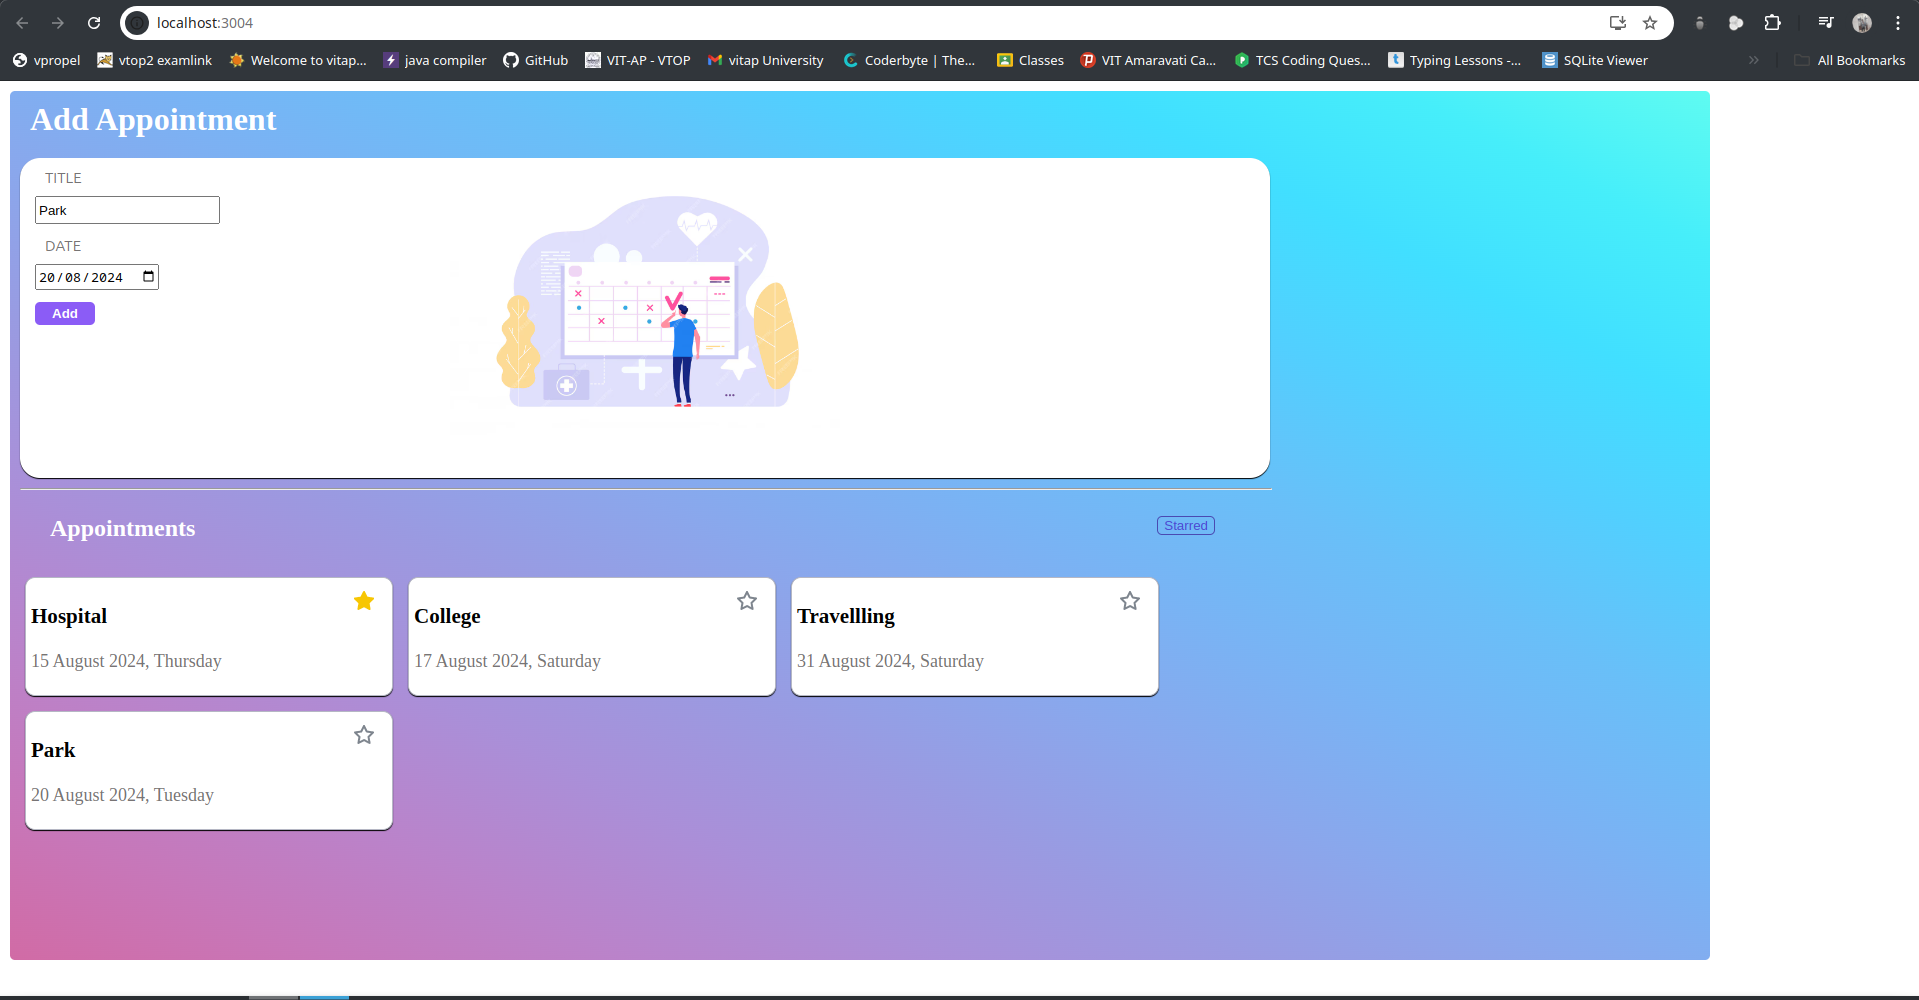 localhost:3004
vpropel vtop2 examlink Welcome to vitap... java compiler GitHub VIT-AP - VTOP vitap University Coderbyte | The... Classes VIT Amaravati Ca... TCS Coding Ques... Typing Lessons -... SQLite Viewer » All Bookmarks
Add Appointment
TITLE
Park
DATE
20/08/2024
Add
Appointments
Starred
Hospital
15 August 2024, Thursday
College
17 August 2024, Saturday
Travellling
31 August 2024, Saturday
Park
20 August 2024, Tuesday